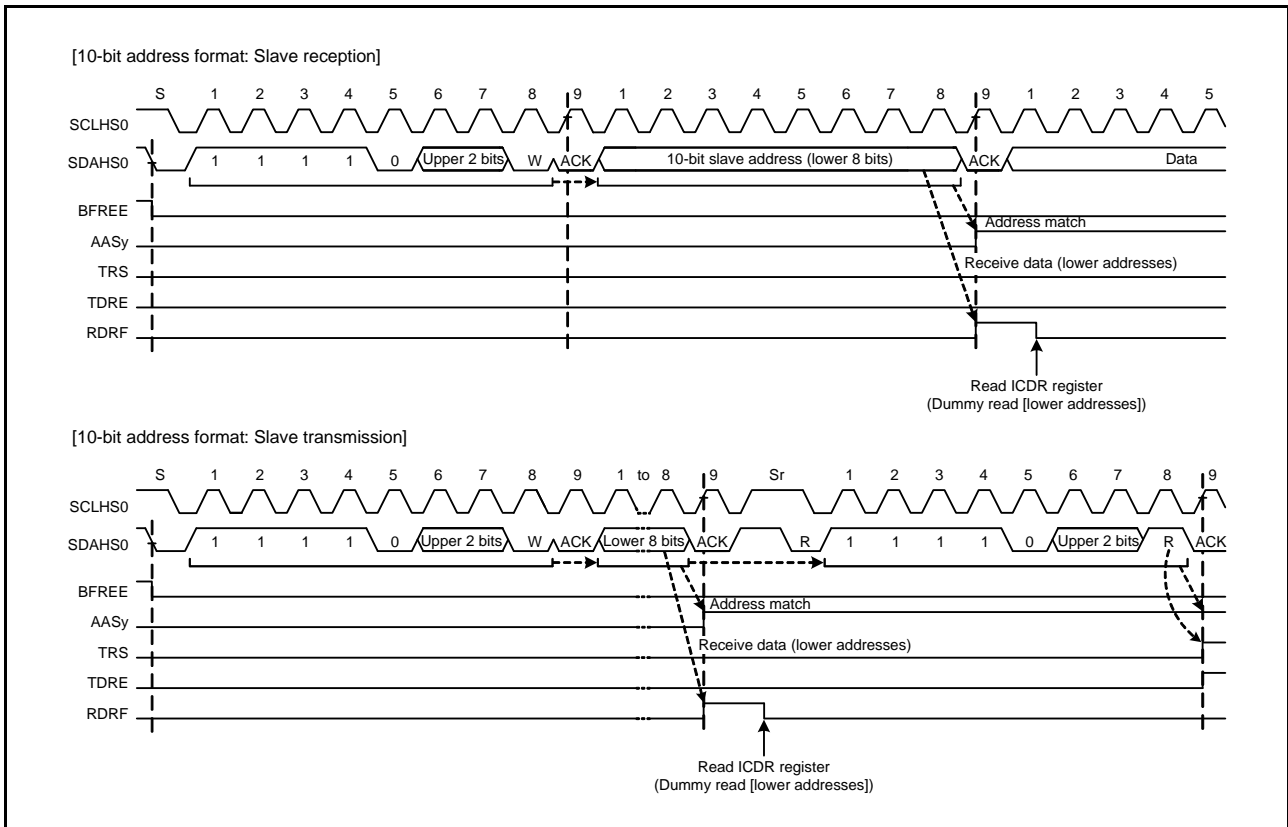 [10-bit address format: Slave reception]
S 1 2 3 4 5 6 7 8 9 1 2 3 4 5 6 7 8 9 1 2 3 4 5
SCLHS0
SDAHS0 1 1 1 1 0 Upper 2 bits W ACK 10-bit slave address (lower 8 bits) ACK Data
BFREE
Address match
AASy
Receive data (lower addresses)
TRS
TDRE
RDRF
Read ICDR register
(Dummy read [lower addresses])
[10-bit address format: Slave transmission]
S 1 2 3 4 5 6 7 8 9 1 to 8 9 Sr 1 2 3 4 5 6 7 8 9
SCLHS0
SDAHS0 1 1 1 1 0 Upper 2 bits W ACK Lower 8 bits ACK R 1 1 1 1 0 Upper 2 bits R ACK
BFREE
Address match
AASy
Receive data (lower addresses)
TRS
TDRE
RDRF
Read ICDR register
(Dummy read [lower addresses])